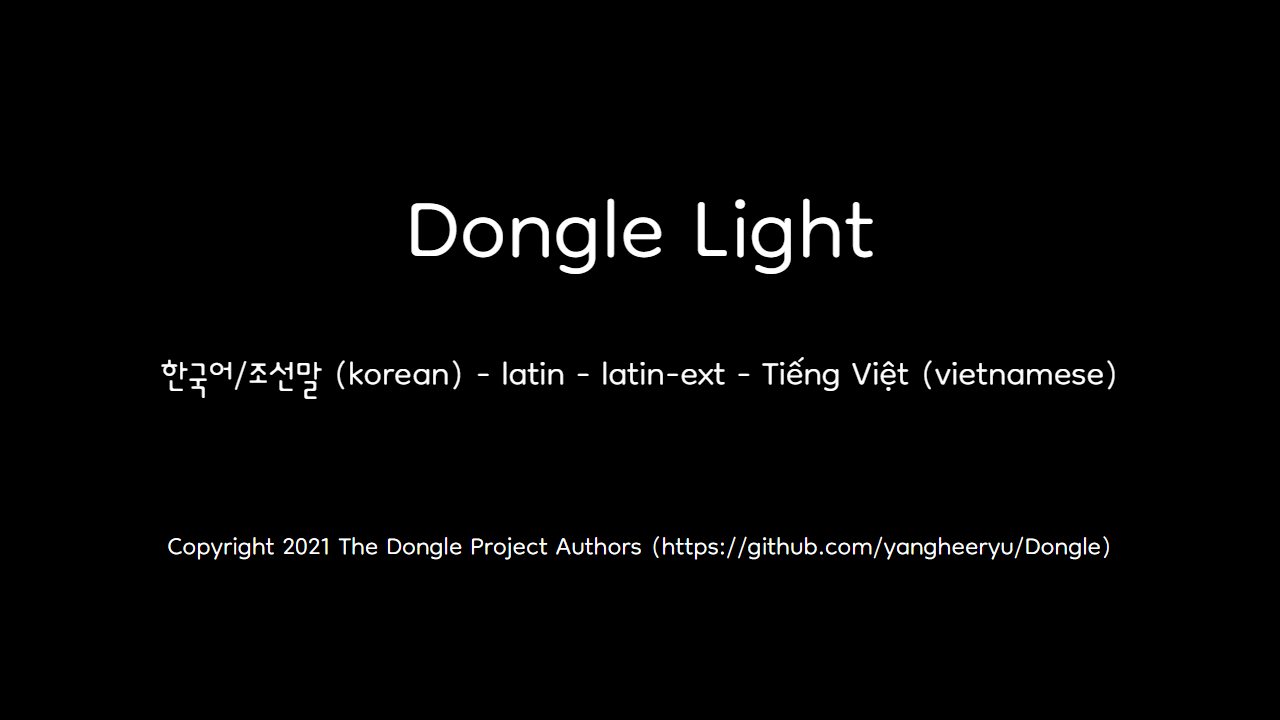 Dongle Light
한국어/조선말 (korean) - latin - latin-ext - Tiếng Việt (vietnamese)
Copyright 2021 The Dongle Project Authors (https://github.com/yangheeryu/Dongle)